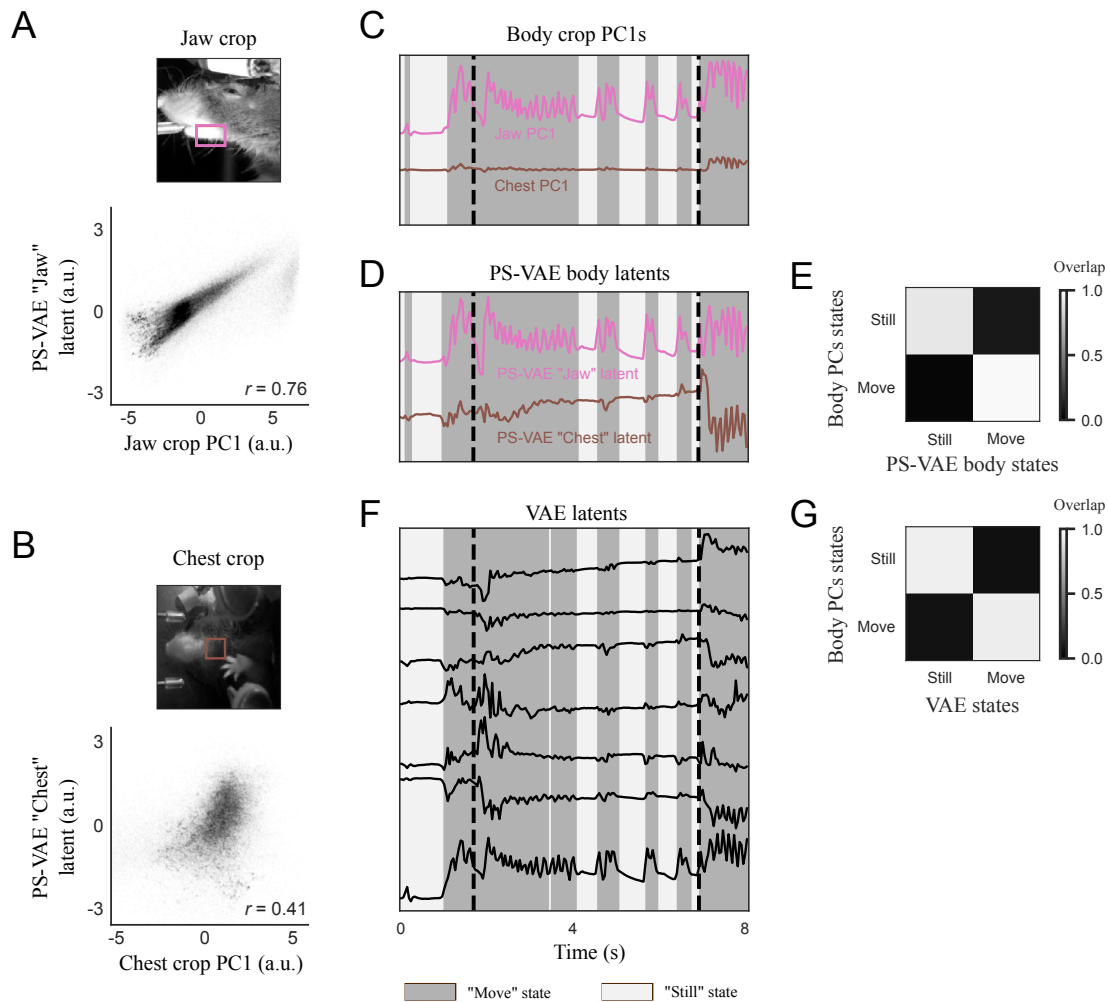 A
Jaw crop
PS-VAE "Jaw"
latent (a.u.)
3
0
-3
r = 0.76
-5
0
5
Jaw crop PC1 (a.u.)
B
Chest crop
PS-VAE "Chest"
latent (a.u.)
3
0
-3
r = 0.41
-5
0
5
Chest crop PC1 (a.u.)
C
Body crop PC1s
Jaw PC1
Chest PC1
D
PS-VAE body latents
PS-VAE "Jaw" latent
PS-VAE "Chest" latent
E
Overlap
Body PCs states
Still
Move
1.0
0.5
0.0
Still
Move
PS-VAE body states
F
VAE latents
0
4
8
Time (s)
"Move" state
"Still" state
G
Overlap
Body PCs states
Still
Move
1.0
0.5
0.0
Still
Move
VAE states